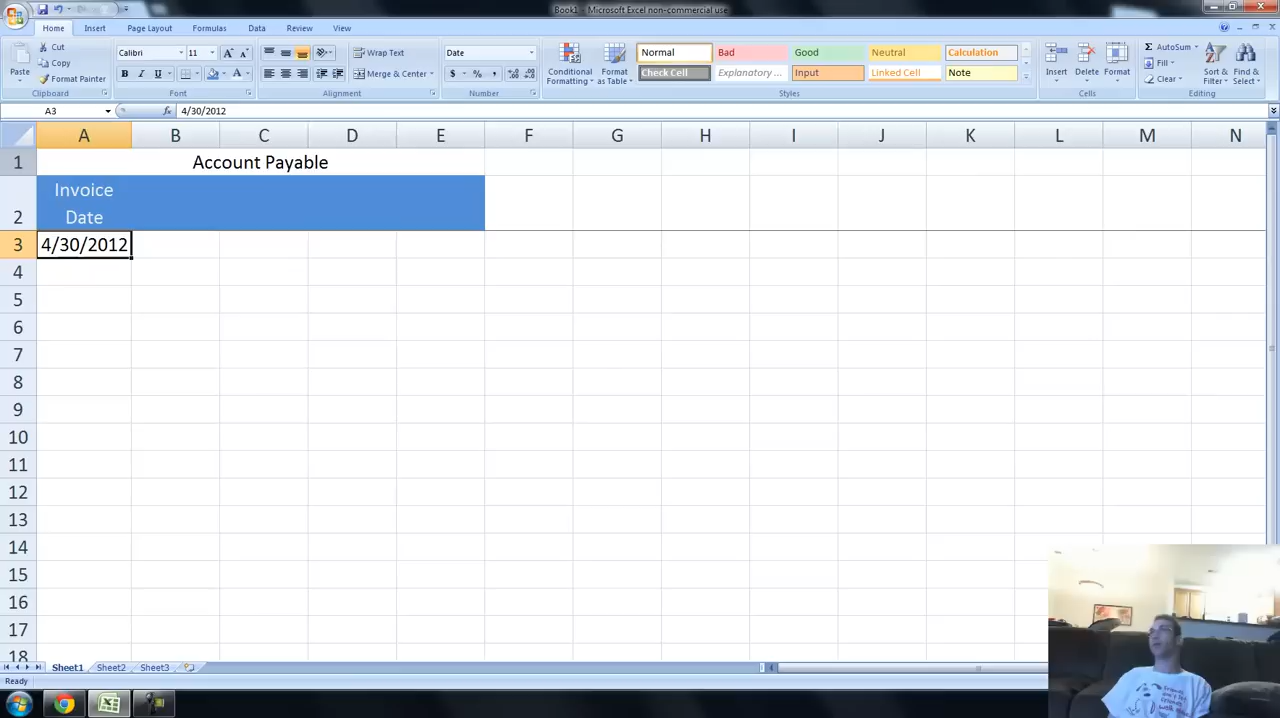 Book1 - Microsoft Excel non-commercial use
Home Insert Page Layout Formulas Data Review View
Cut
Copy
Format Painter
Paste
Clipboard
Calibri 11
B I U
Font
Wrap Text
Merge & Center
Alignment
Date
$ % ,
Number
Conditional Formatting
Format as Table
Normal Bad Good Neutral Calculation
Check Cell Explanatory ... Input Linked Cell Note
Styles
Insert Delete Format
Cells
Σ AutoSum
Fill
Clear
Sort & Filter
Find & Select
Editing
A3 fx 4/30/2012
A B C D E F G H J K L M N
1 Account Payable
Invoice
2 Date
3 4/30/2012
4
5
6
7
8
9
10
11
12
13
14
15
16
17
18
Sheet1 Sheet2 Sheet3
Ready